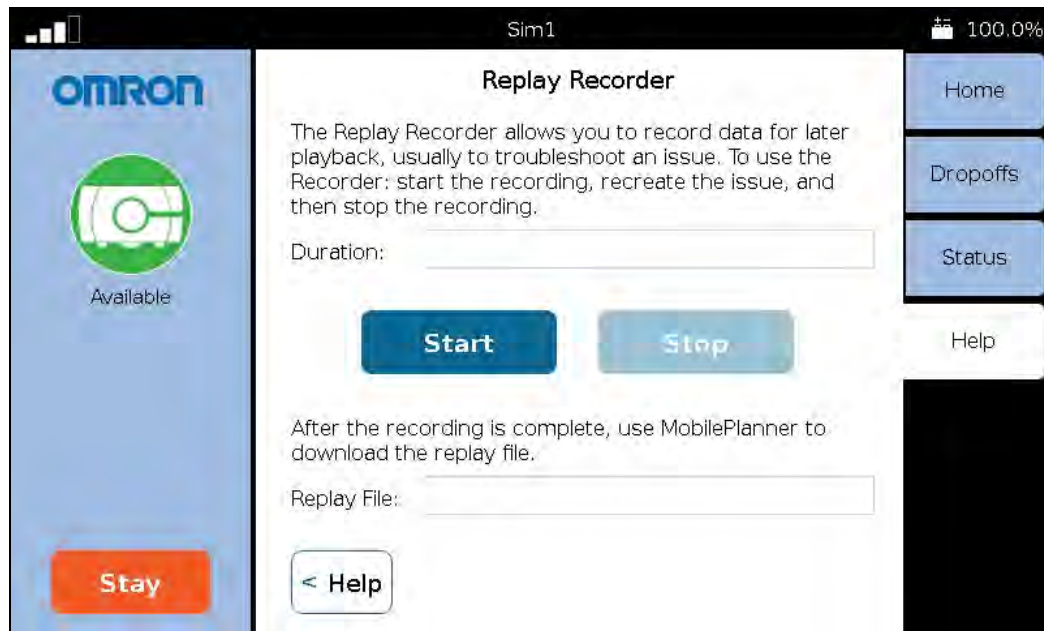 Sim1
100.0%
OMRON
Available
Stay
Replay Recorder
The Replay Recorder allows you to record data for later
playback, usually to troubleshoot an issue. To use the
Recorder: start the recording, recreate the issue, and
then stop the recording.
Duration:
Start
Stop
After the recording is complete, use MobilePlanner to
download the replay file.
Replay File:
< Help
Home
Dropoffs
Status
Help